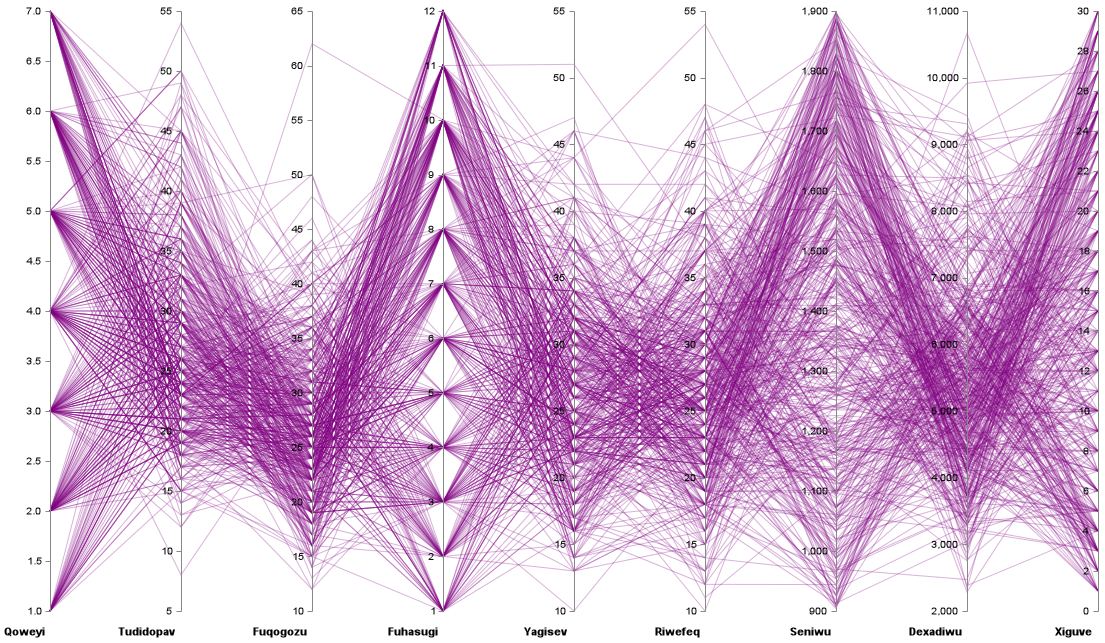 7.0 55 65 12 55 55 1,900 11,000 30
6.5 50 60 11 50 50 1,800 10,000 28
6.0 45 55 10 45 45 1,700 9,000 26
5.5 40 50 9 40 40 1,600 8,000 24
5.0 35 45 8 35 35 1,500 7,000 22
4.5 30 40 7 30 30 1,400 6,000 20
4.0 25 35 6 25 25 1,300 5,000 18
3.5 20 30 5 20 20 1,200 4,000 16
3.0 15 25 4 15 15 1,100 3,000 14
2.5 10 20 3 10 10 1,000 2,000 12
2.0 5 15 2 900 10
1.5 10 1 8
1.0 6
4
2
0
Qoweyi Tudidopav Fuqogozu Fuhasugi Yagisev Riwefeq Seniwu Dexadiwu Xiguve